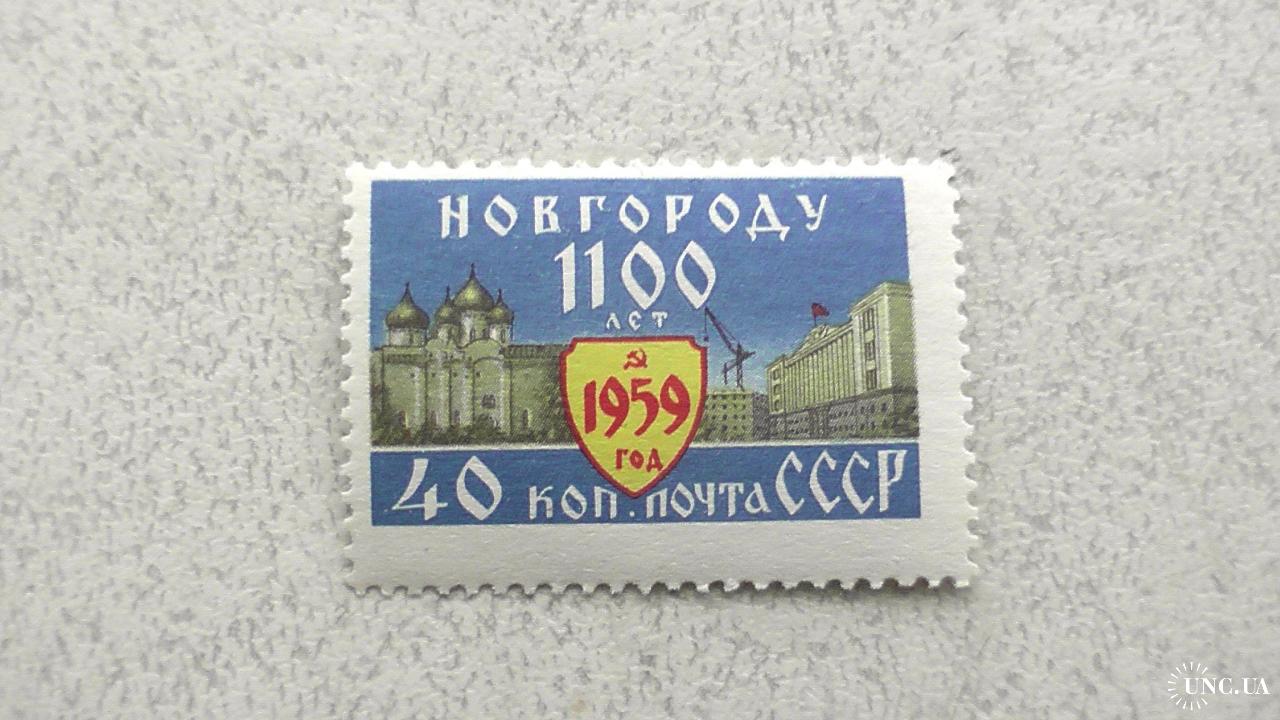 НОВГОРОДУ
1100
ЛЕТ
1959
ГОД
40 КОП. ПОЧТА СССР
UNC.UA